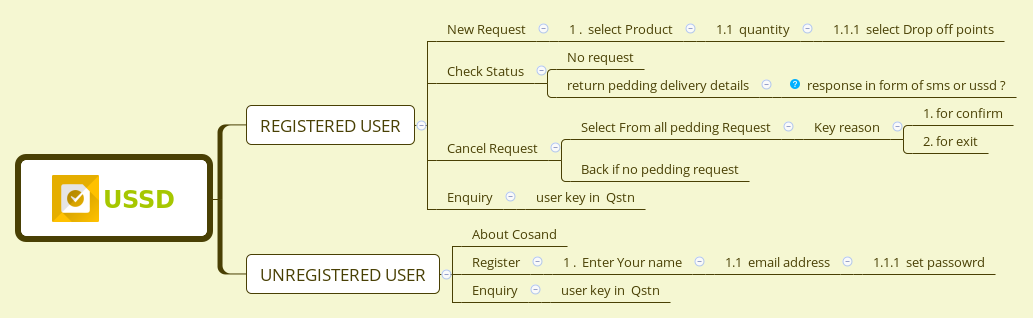 New Request 1 . select Product 1.1 quantity 1.1.1 select Drop off points
No request
Check Status
return pedding delivery details ? response in form of sms or ussd ?
1. for confirm
REGISTERED USER
Select From all pedding Request Key reason
2. for exit
Cancel Request
Back if no pedding request
Enquiry user key in Qstn
USSD
About Cosand
Register 1 . Enter Your name 1.1 email address 1.1.1 set passowrd
UNREGISTERED USER
Enquiry user key in Qstn